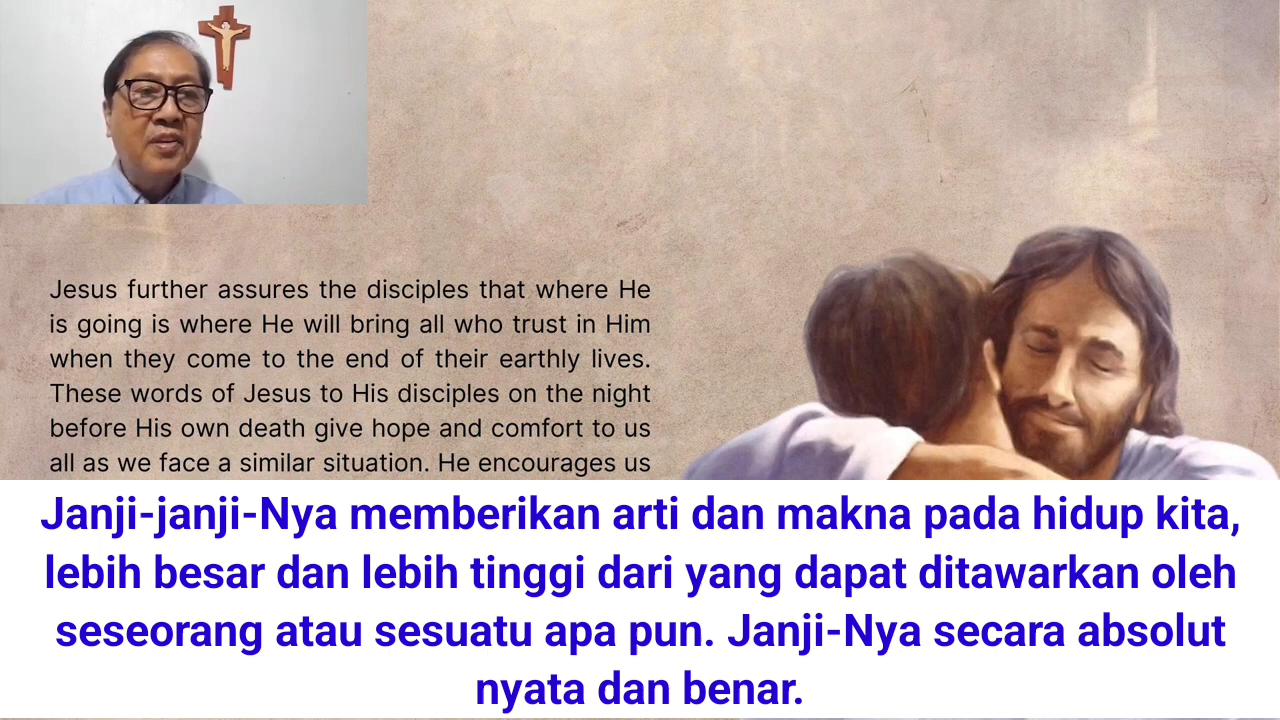 Jesus further assures the disciples that where He
is going is where He will bring all who trust in Him
when they come to the end of their earthly lives.
These words of Jesus to His disciples on the night
before His own death give hope and comfort to us
all as we face a similar situation. He encourages us
Janji-janji-Nya memberikan arti dan makna pada hidup kita,
lebih besar dan lebih tinggi dari yang dapat ditawarkan oleh
seseorang atau sesuatu apa pun. Janji-Nya secara absolut
nyata dan benar.